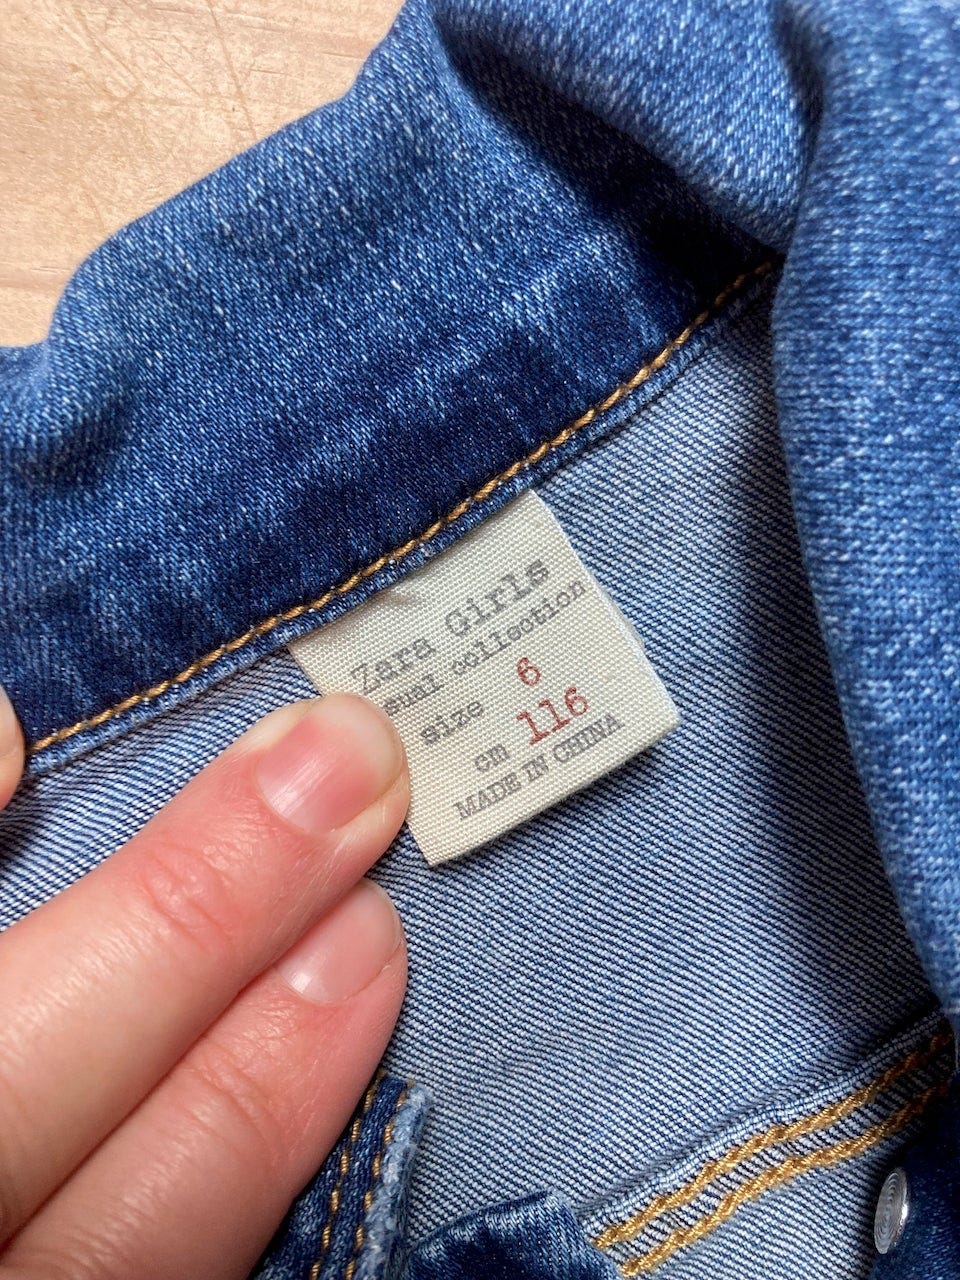 Zara Girls
collection
size 6
cm 116
MADE IN CHINA